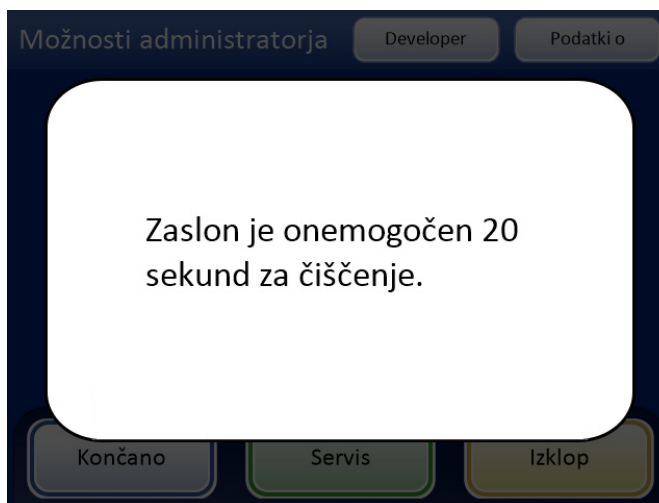 Možnosti administratorja Developer Podatki o
Zaslon je onemogočen 20
sekund za čiščenje.
Končano Servis Izklop